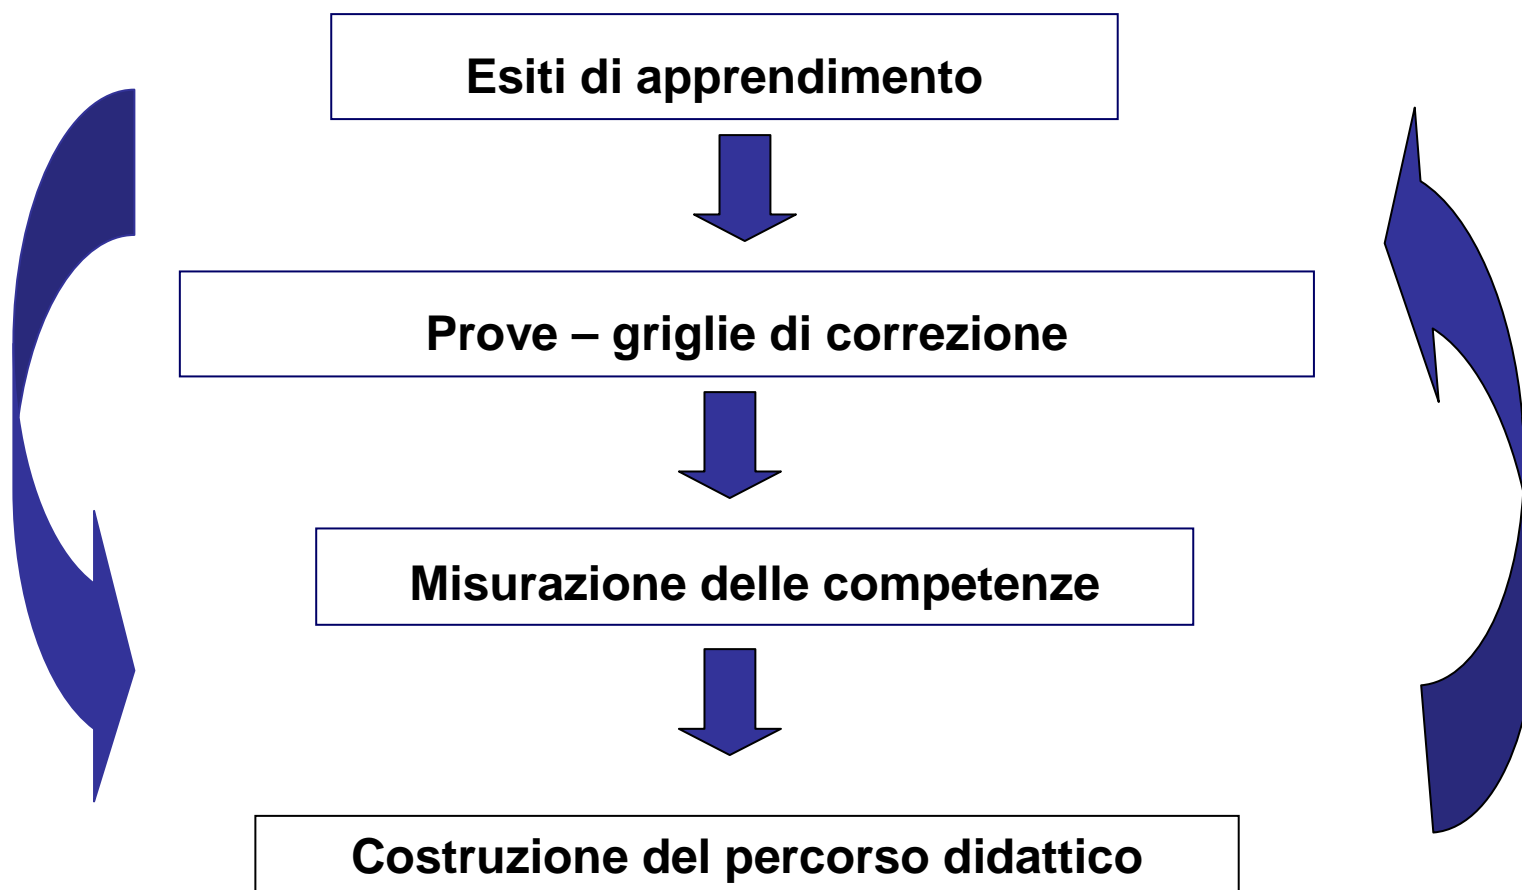 Esiti di apprendimento
Prove – griglie di correzione
Misurazione delle competenze
Costruzione del percorso didattico